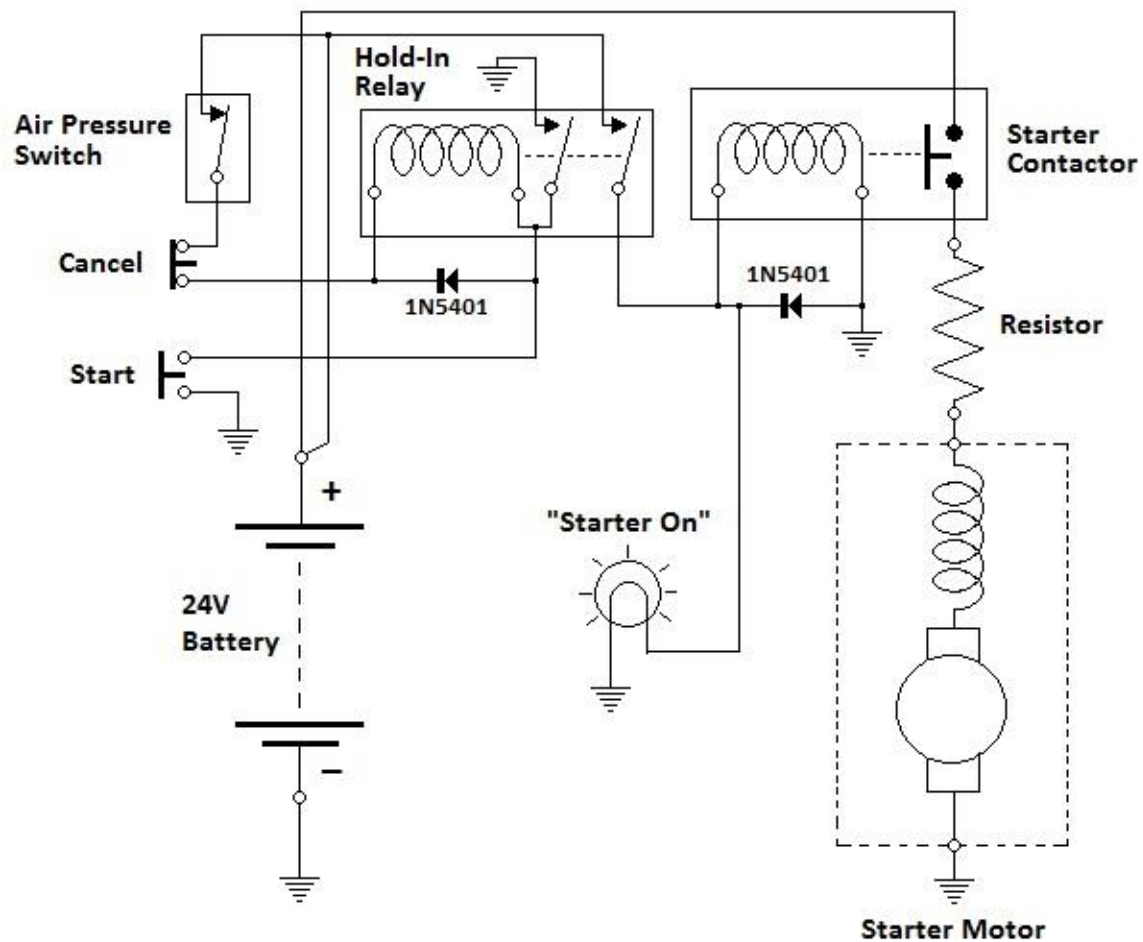 Hold-In
Relay
Air Pressure
Switch
Starter
Contactor
Cancel
1N5401
1N5401
Resistor
Start
+
"Starter On"
24V
Battery
–
Starter Motor